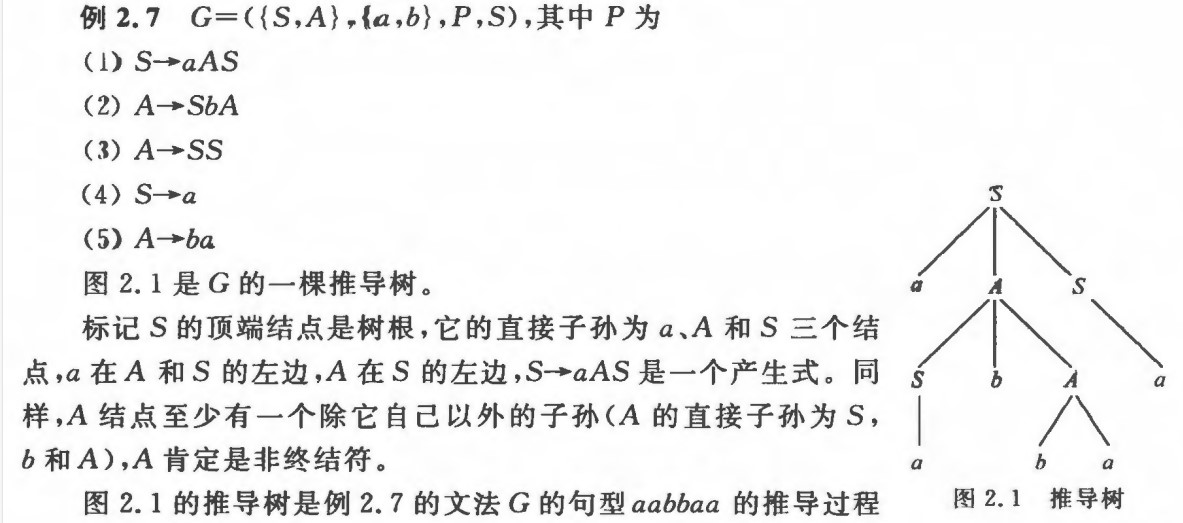 例 2.7 G=({S,A},{a,b},P,S),其中 P 为
(1) S→aAS
(2) A→SbA
(3) A→SS
(4) S→a
(5) A→ba
图 2.1 是 G 的一棵推导树。
标记 S 的顶端结点是树根,它的直接子孙为 a、A 和 S 三个结
点,a 在 A 和 S 的左边,A 在 S 的左边,S→aAS 是一个产生式。同
样,A 结点至少有一个除它自己以外的子孙(A 的直接子孙为 S,
b 和 A),A 肯定是非终结符。
图 2.1 的推导树是例 2.7 的文法 G 的句型 aabbaa 的推导过程
S
a A S
S b A a
a b a
图 2.1 推导树